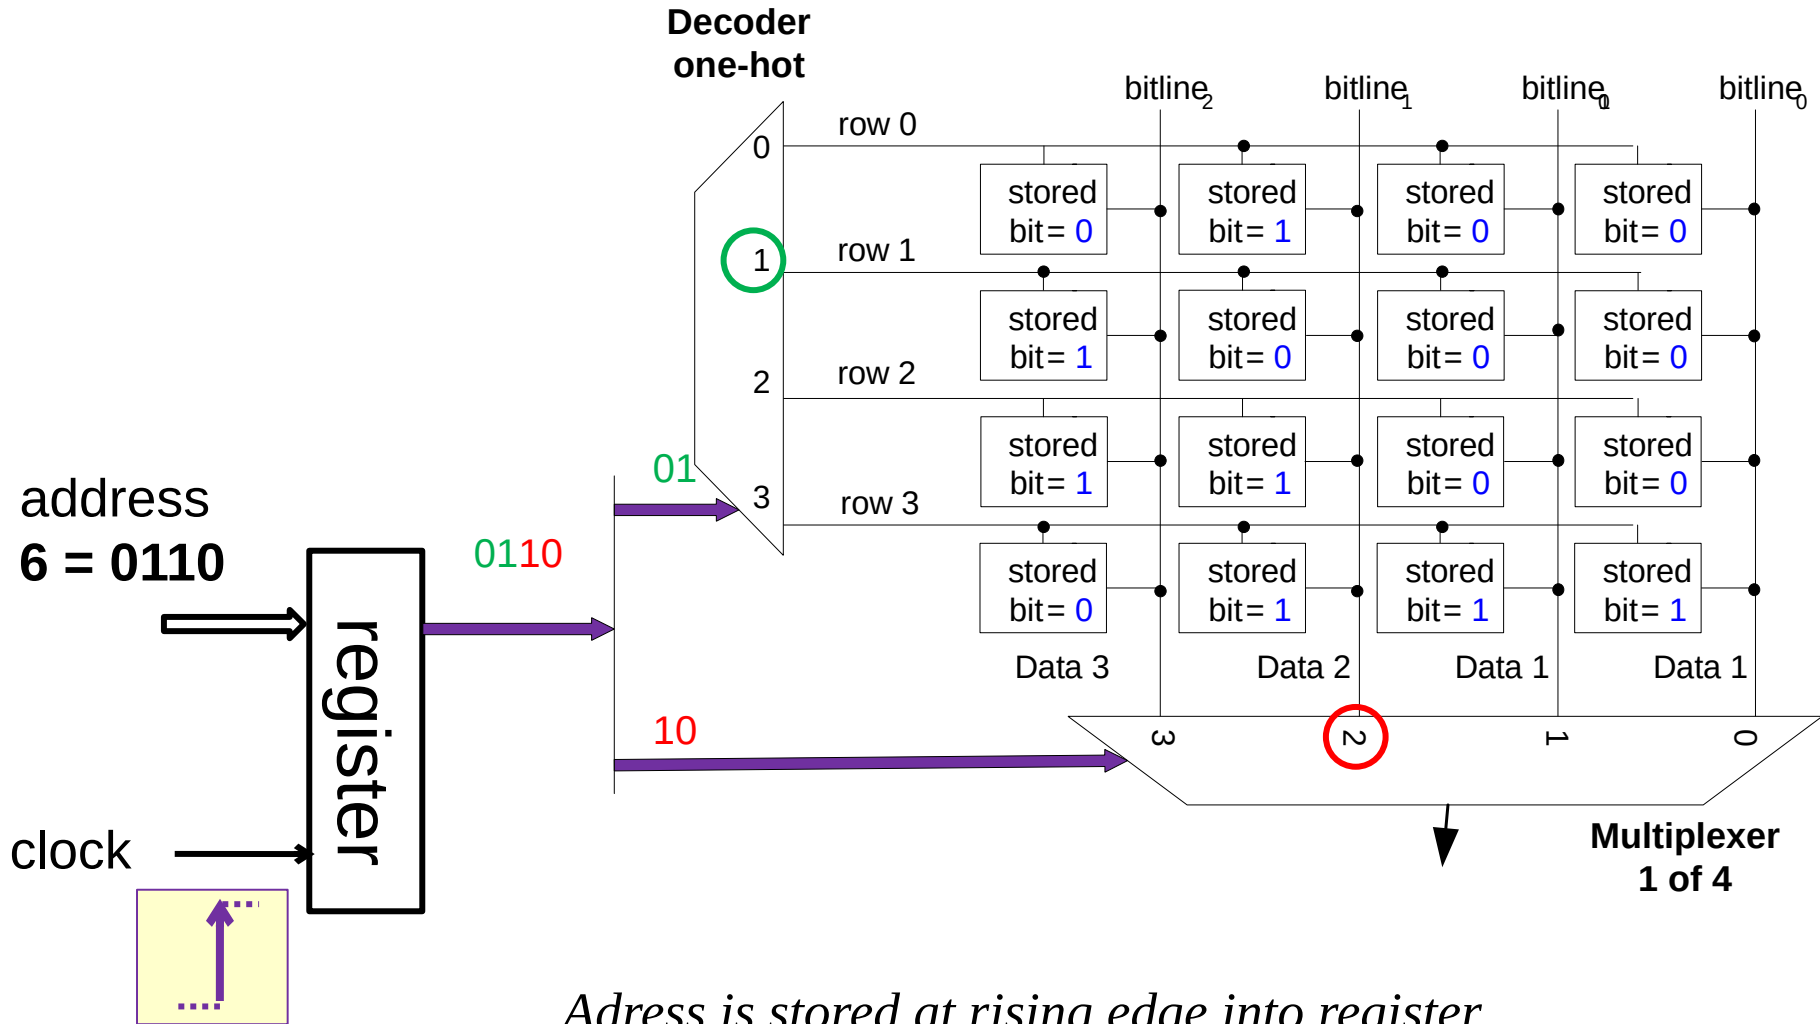 Decoder
one-hot
bitline2
bitline1
bitline
bitline0
0
row 0
stored
bit= 0
stored
bit= 1
stored
bit= 0
stored
bit= 0
1
row 1
stored
bit= 1
stored
bit= 0
stored
bit= 0
stored
bit= 0
2
row 2
stored
bit= 1
stored
bit= 1
stored
bit= 0
stored
bit= 0
3
row 3
stored
bit= 0
stored
bit= 1
stored
bit= 1
stored
bit= 1
01
address
6 = 0110
0110
register
clock
10
Data 3
Data 2
Data 1
Data 1
3
2
1
0
Multiplexer
1 of 4
Adress is stored at rising edge into register